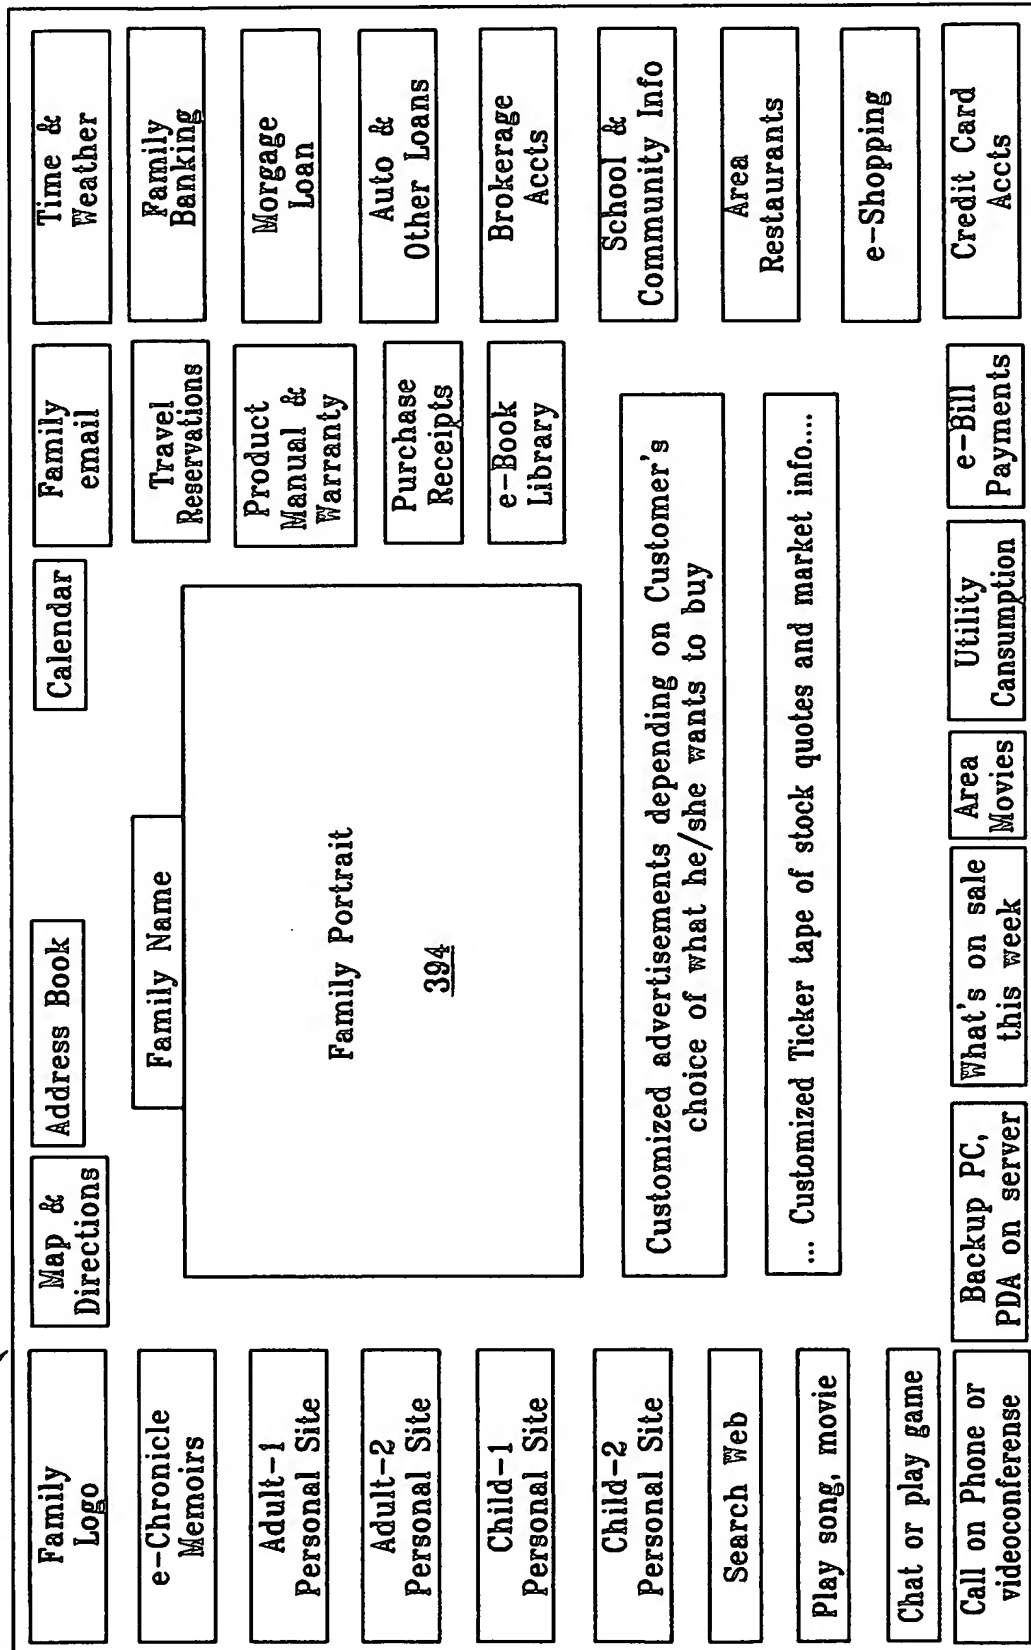 Family
Logo
Map &
Directions
Address Book
Calendar
Family
email
Time &
Weather
e-Chronicle
Memoirs
Family Name
Travel
Reservations
Family
Banking
Adult-1
Personal Site
Family Portrait
394
Product
Manual &
Warranty
Morgage
Loan
Adult-2
Personal Site
Purchase
Receipts
Auto &
Other Loans
Child-1
Personal Site
e-Book
Library
Brokerage
Accts
Child-2
Personal Site
Customized advertisements depending on Customer's
choice of what he/she wants to buy
School &
Community Info
Search Web
... Customized Ticker tape of stock quotes and market info....
Area
Restaurants
Play song, movie
e-Shopping
Chat or play game
Call on Phone or
videoconferense
Backup PC,
PDA on server
What's on sale
this week
Area
Movies
Utility
Cansumption
e-Bill
Payments
Credit Card
Accts